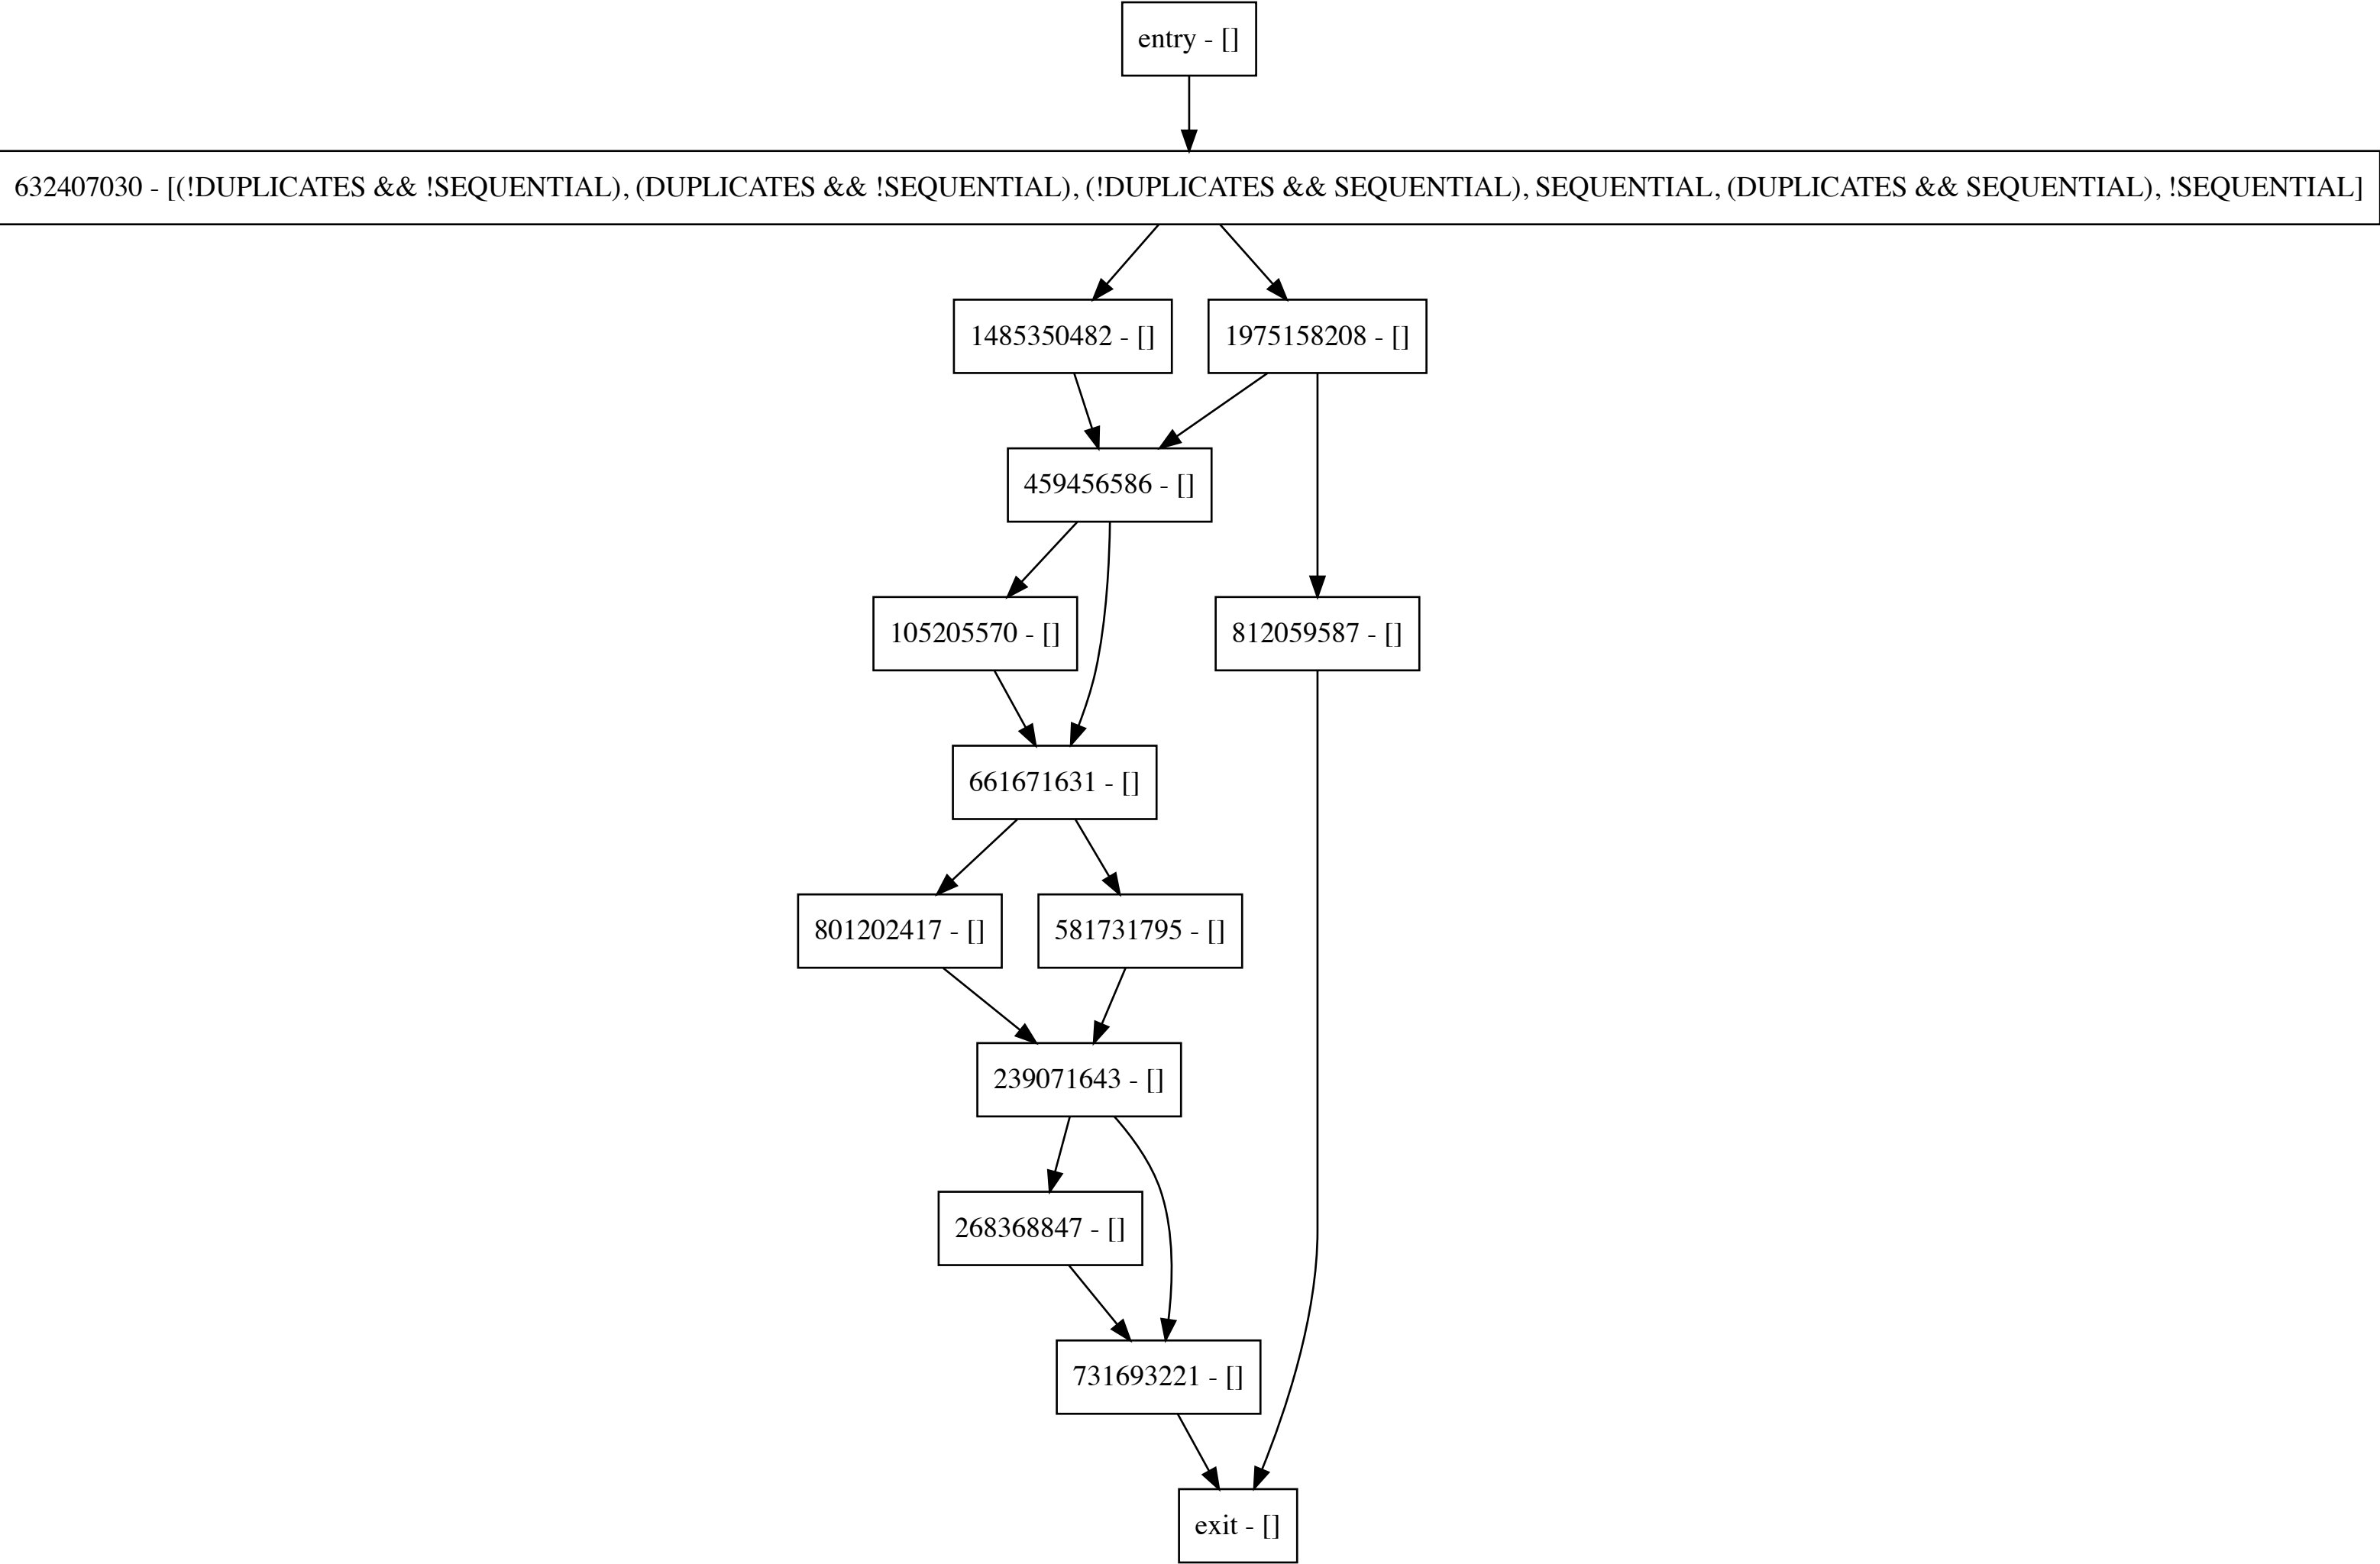 entry - []
632407030 - [(!DUPLICATES && !SEQUENTIAL), (DUPLICATES && !SEQUENTIAL), (!DUPLICATES && SEQUENTIAL), SEQUENTIAL, (DUPLICATES && SEQUENTIAL), !SEQUENTIAL]
1485350482 - []
1975158208 - []
459456586 - []
105205570 - []
812059587 - []
661671631 - []
801202417 - []
581731795 - []
239071643 - []
268368847 - []
731693221 - []
exit - []